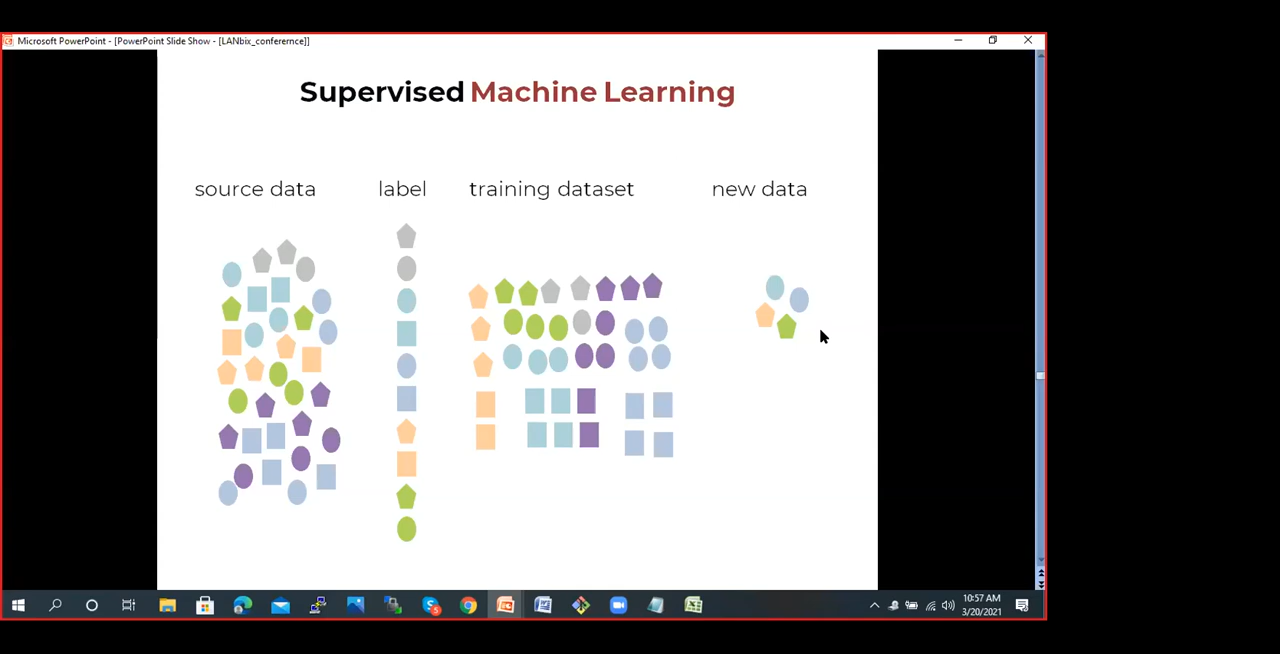 Microsoft PowerPoint - [PowerPoint Slide Show - [LANbix_conferernce]]
Supervised Machine Learning
source data
label
training dataset
new data
10:57 AM
3/20/2021